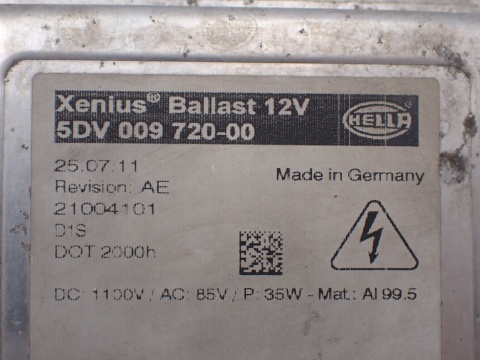 Xenius® Ballast 12V
5DV 009 720-00
HELLA
25.07.11
Made in Germany
Revision: AE
21004101
D1S
DOT 2000h
DC: 1100V / AC: 85V / P: 35W - Mat.: Al 99.5